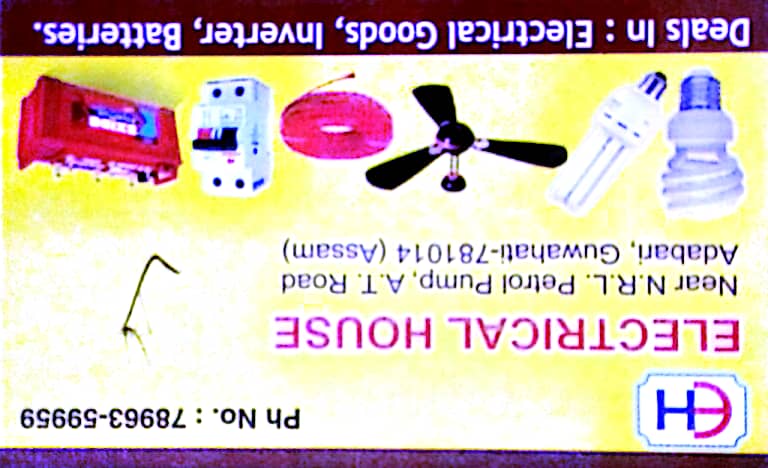 EH
Ph No. : 78963-59959
ELECTRICAL HOUSE
Near N.R.L. Petrol Pump, A.T. Road
Adabari, Guwahati-781014 (Assam)
Deals In : Electrical Goods, Inverter, Batteries.